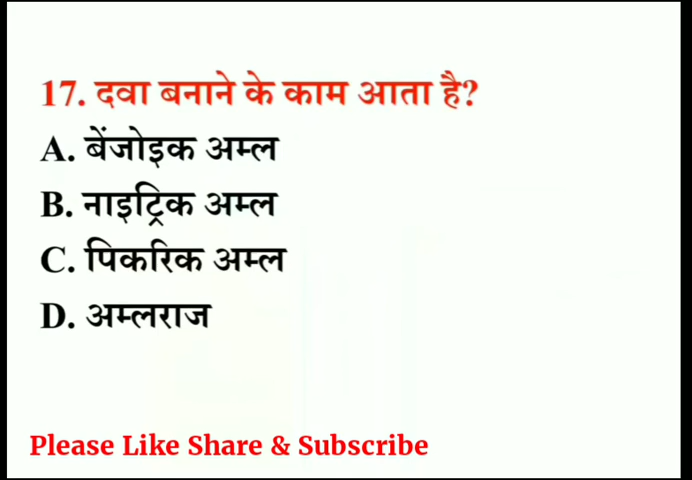 17. दवा बनाने के काम आता है?
A. बेंजोइक अम्ल
B. नाइट्रिक अम्ल
C. पिकरिक अम्ल
D. अम्लराज
Please Like Share & Subscribe